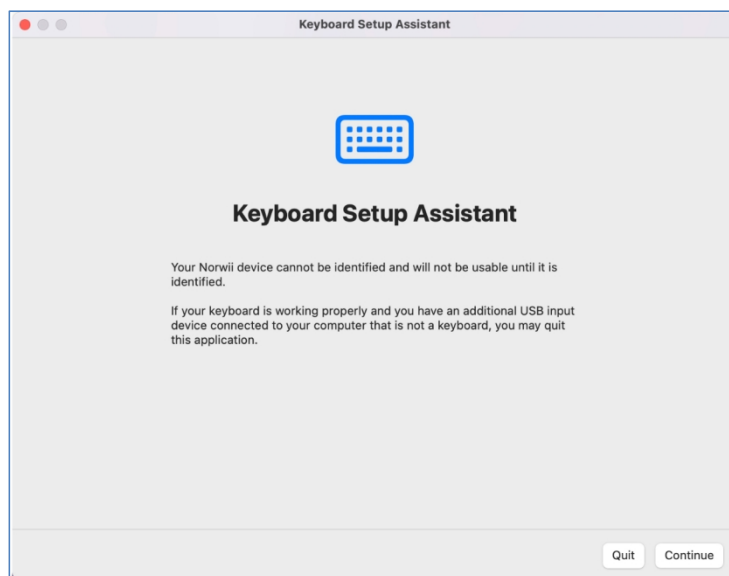 Keyboard Setup Assistant
Keyboard Setup Assistant
Your Norwii device cannot be identified and will not be usable until it is
identified.
If your keyboard is working properly and you have an additional USB input
device connected to your computer that is not a keyboard, you may quit
this application.
Quit Continue